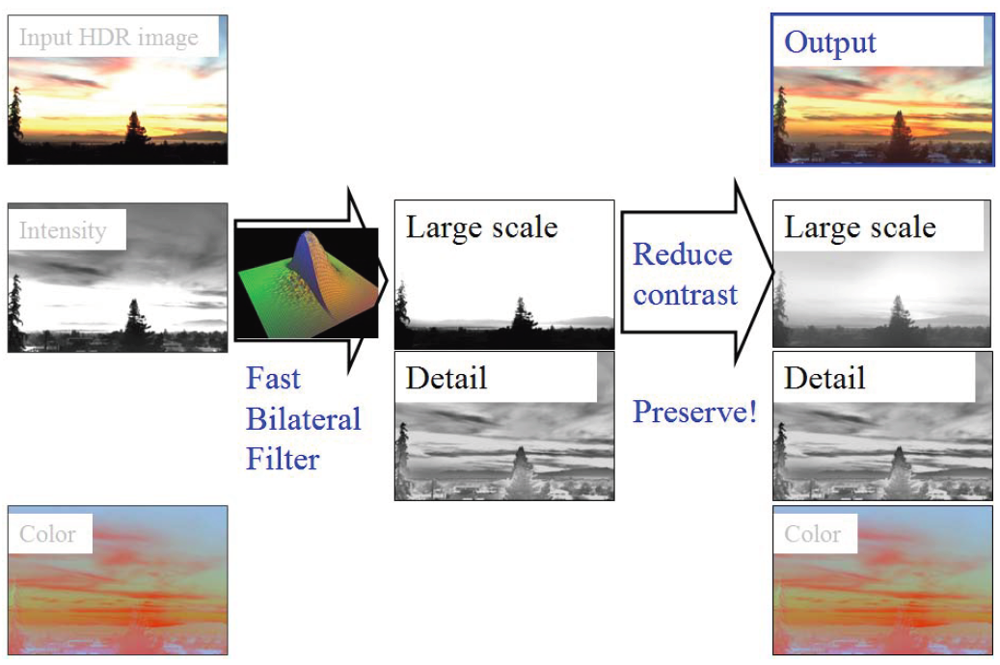 Input HDR image
Output
Intensity
Large scale
Reduce
contrast
Large scale
Fast
Bilateral
Filter
Detail
Preserve!
Detail
Color
Color